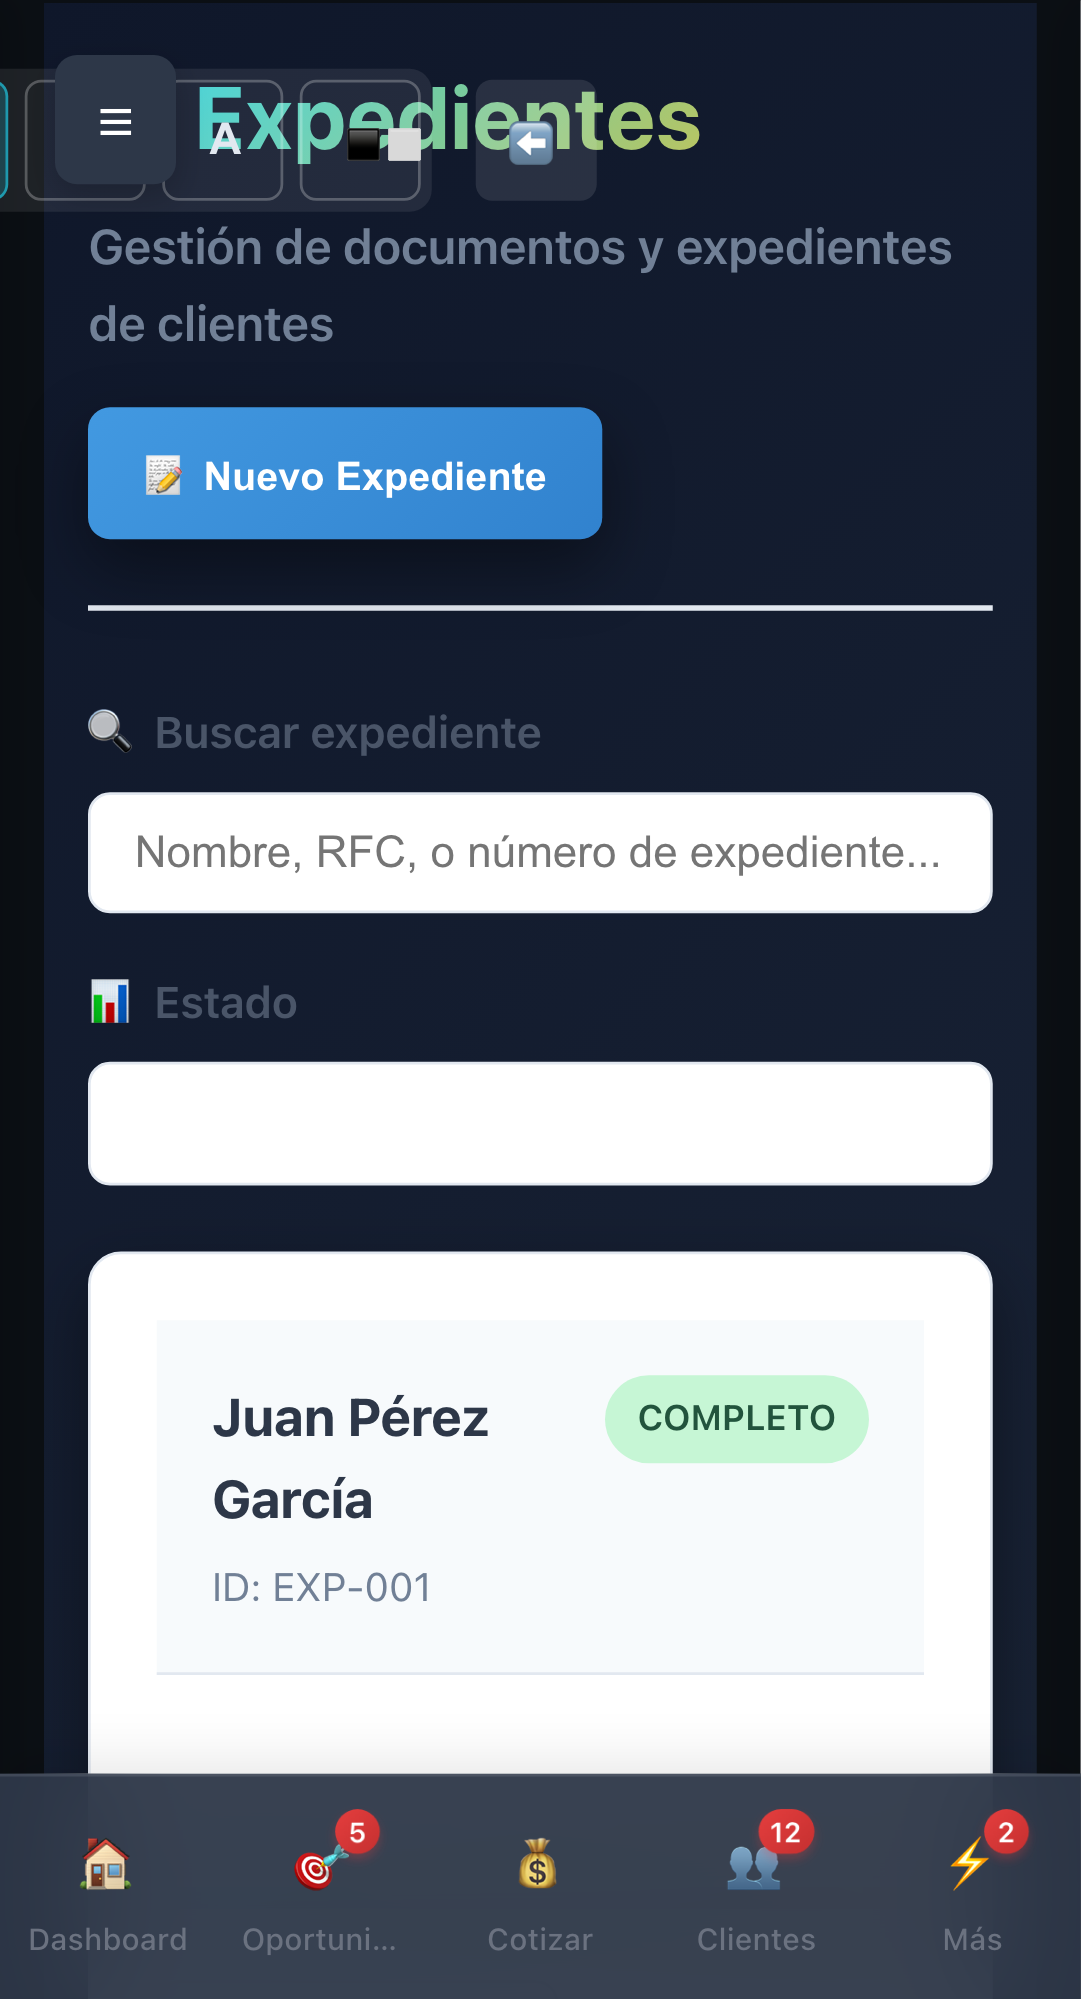 Expedientes
A
Gestión de documentos y expedientes
de clientes
Nuevo Expediente
Buscar expediente
Nombre, RFC, o número de expediente...
Estado
Juan Pérez
García
COMPLETO
ID: EXP-001
5
12
2
Dashboard
Oportuni...
Cotizar
Clientes
Más